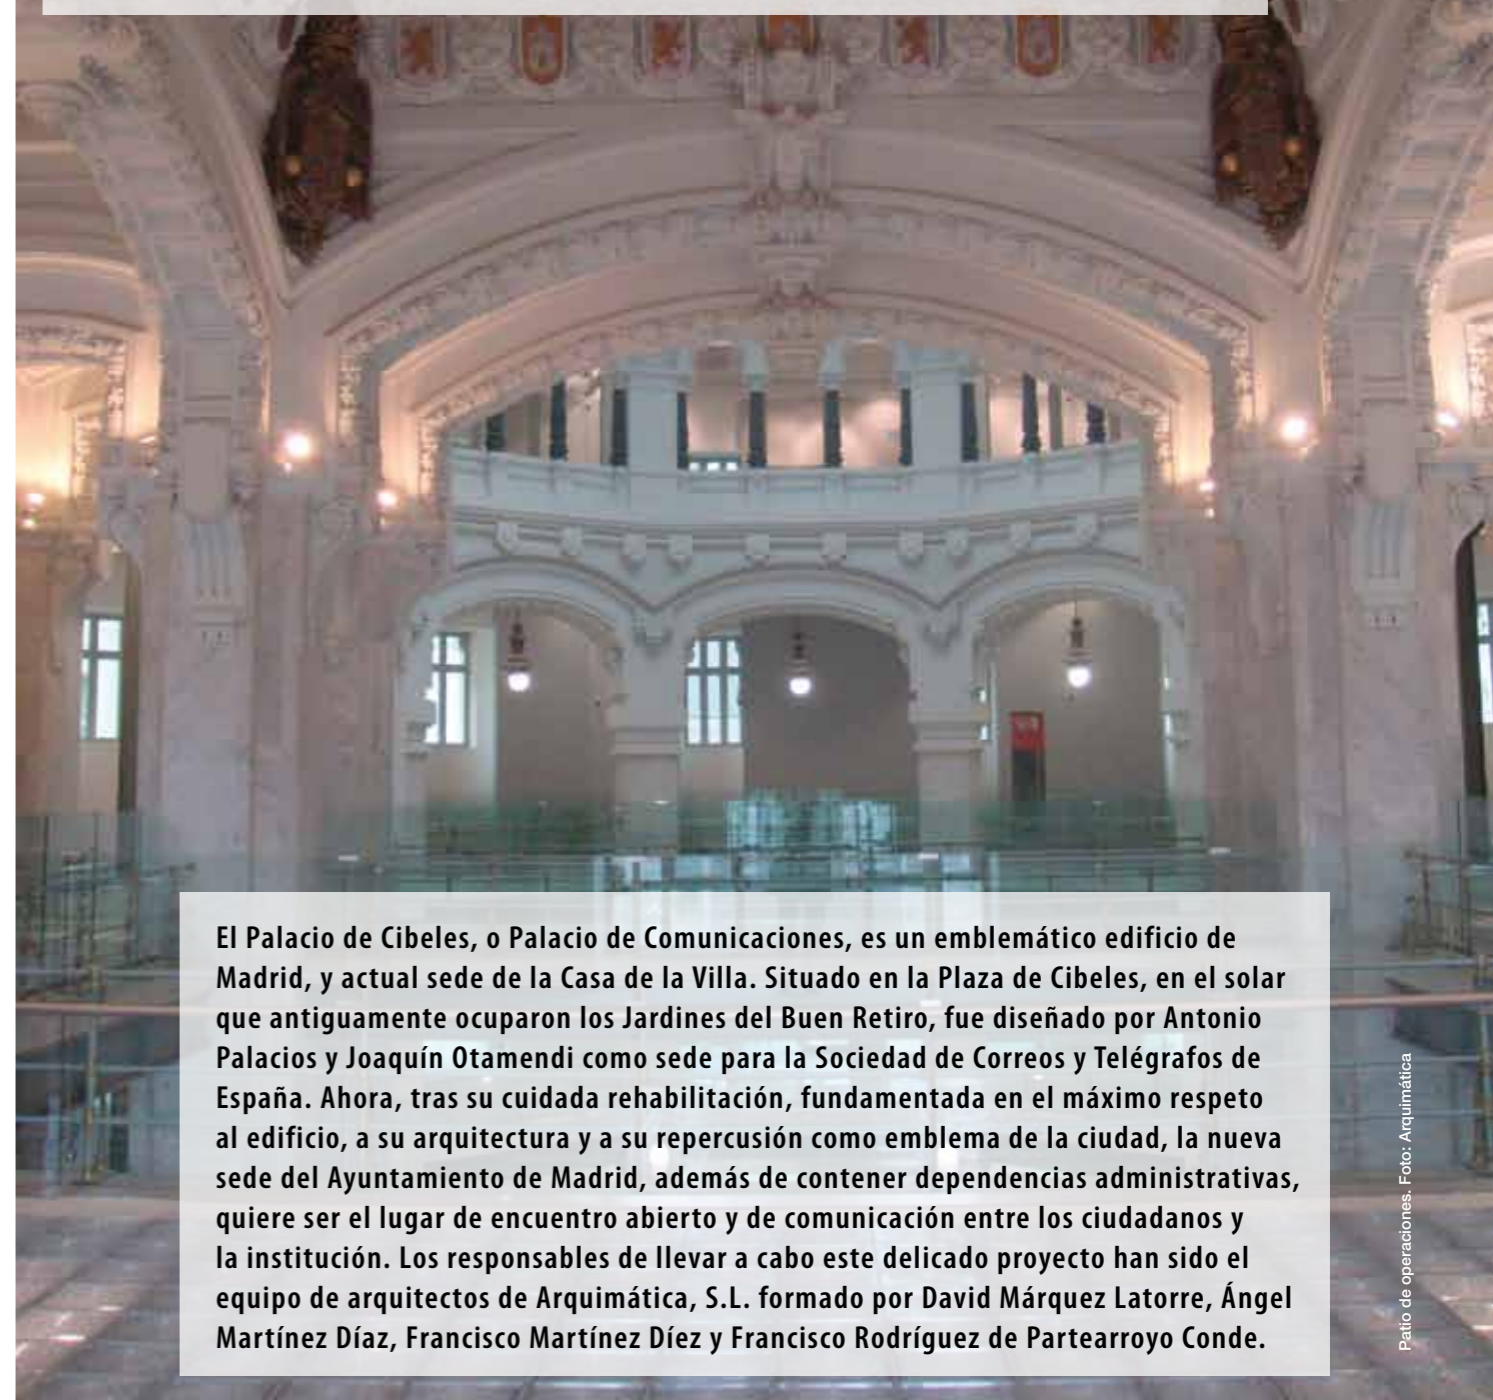 El Palacio de Cibeles, o Palacio de Comunicaciones, es un emblemático edificio de
Madrid, y actual sede de la Casa de la Villa. Situado en la Plaza de Cibeles, en el solar
que antiguamente ocuparon los Jardines del Buen Retiro, fue diseñado por Antonio
Palacios y Joaquín Otamendi como sede para la Sociedad de Correos y Telégrafos de
España. Ahora, tras su cuidada rehabilitación, fundamentada en el máximo respeto
al edificio, a su arquitectura y a su repercusión como emblema de la ciudad, la nueva
sede del Ayuntamiento de Madrid, además de contener dependencias administrativas,
quiere ser el lugar de encuentro abierto y de comunicación entre los ciudadanos y
la institución. Los responsables de llevar a cabo este delicado proyecto han sido el
equipo de arquitectos de Arquimática, S.L. formado por David Márquez Latorre, Ángel
Martínez Díaz, Francisco Martínez Díez y Francisco Rodríguez de Partearroyo Conde.
Patio de operaciones. Foto: Arquimática